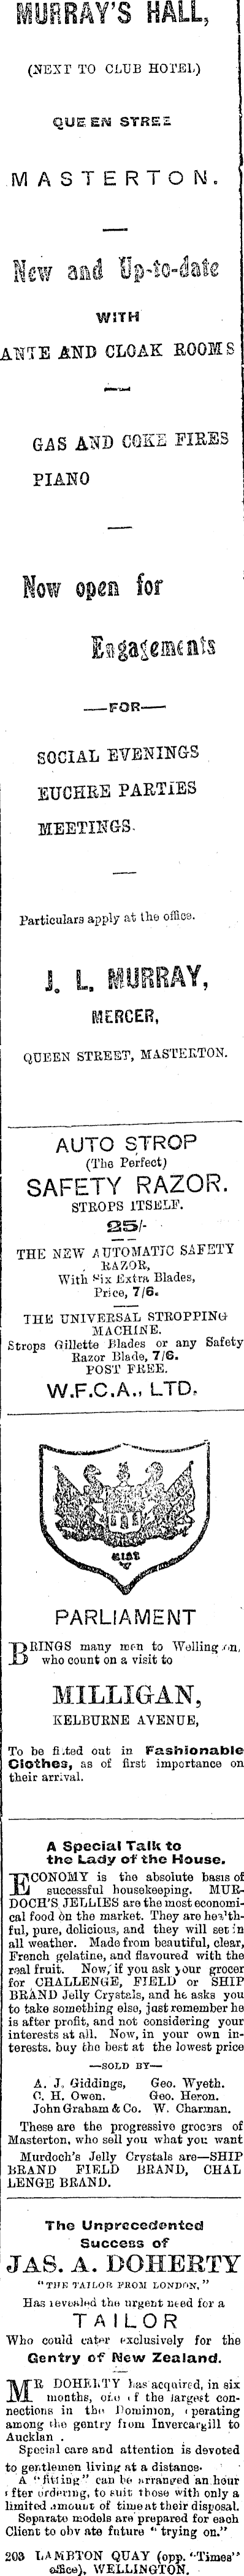 MURRAY'S HALL,
(NEXT TO CLUB HOTEL)
QUEEN STREE
MASTERTON.
New and Up-to-date
WITH
ANTE AND CLOAK ROOMS
GAS AND COKE FIRES
PIANO
Now open for
Engagements
—FOR—
SOCIAL EVENINGS
EUCHRE PARTIES
MEETINGS.
Particulars apply at the office.
J. L. MURRAY,
MERCER,
QUEEN STREET, MASTERTON.
AUTO STROP
(The Perfect)
SAFETY RAZOR.
STROPS ITSELF.
25/-
THE NEW AUTOMATIC SAFETY
RAZOR,
With Six Extra Blades,
Price, 7/6.
THE UNIVERSAL STROPPING
MACHINE.
Strops Gillette Blades or any Safety
Razor Blade, 7/6.
POST FREE.
W.F.C.A., LTD.
PARLIAMENT
BRINGS many men to Welling on,
who count on a visit to
MILLIGAN,
KELBURNE AVENUE,
To be fitted out in Fashionable
Clothes, as of first importance on
their arrival.
A Special Talk to
the Lady of the House.
ECONOMY is the absolute basis of
successful housekeeping. MUR-
DOCH'S JELLIES are the most economi-
cal food on the market. They are health-
ful, pure, delicious, and they will set in
all weather. Made from beautiful, clear,
French gelatine, and flavoured with the
real fruit. Now, if you ask your grocer
for CHALLENGE, FIELD or SHIP
BRAND Jelly Crystals, and he asks you
to take something else, just remember he
is after profit, and not considering your
interests at all. Now, in your own in-
terests. buy the best at the lowest price
—SOLD BY—
A. J. Giddings, Geo. Wyeth.
C. H. Owen. Geo. Heron.
John Graham & Co. W. Charman.
These are the progressive grocers of
Masterton, who sell you what you want
Murdoch's Jelly Crystals are—SHIP
BRAND FIELD BRAND, CHAL
LENGE BRAND.
The Unprecedented
Success of
JAS. A. DOHERTY
"THE TAILOR FROM LONDON,"
Has revealed the urgent need for a
TAILOR
Who could cater exclusively for the
Gentry of New Zealand.
MR DOHERTY has acquired, in six
months, one of the largest con-
nections in the Dominion, operating
among the gentry from Invercargill to
Aucklan .
Special care and attention is devoted
to gentlemen living at a distance.
A "fitting" can be arranged an hour
after ordering, to suit those with only a
limited amount of time at their disposal.
Separate models are prepared for each
Client to obv ate future "trying on."
203 LAMBTON QUAY (opp. "Times"
office), WELLINGTON.